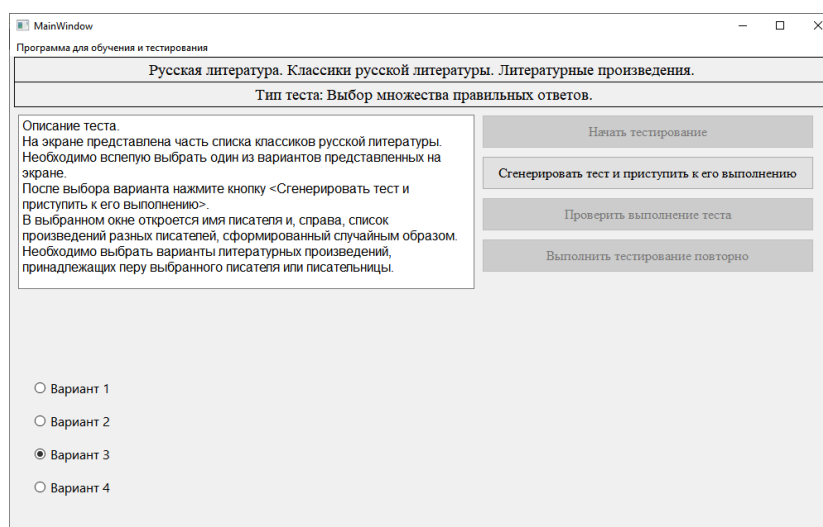 MainWindow
Программа для обучения и тестирования
Русская литература. Классики русской литературы. Литературные произведения.
Тип теста: Выбор множества правильных ответов.
Описание теста.
На экране представлена часть списка классиков русской литературы.
Необходимо вслепую выбрать один из вариантов представленных на
экране.
После выбора варианта нажмите кнопку <Сгенерировать тест и
приступить к его выполнению>.
В выбранном окне откроется имя писателя и, справа, список
произведений разных писателей, сформированный случайным образом.
Необходимо выбрать варианты литературных произведений,
принадлежащих перу выбранного писателя или писательницы.
Начать тестирование
Сгенерировать тест и приступить к его выполнению
Проверить выполнение теста
Выполнить тестирование повторно
Вариант 1
Вариант 2
Вариант 3
Вариант 4